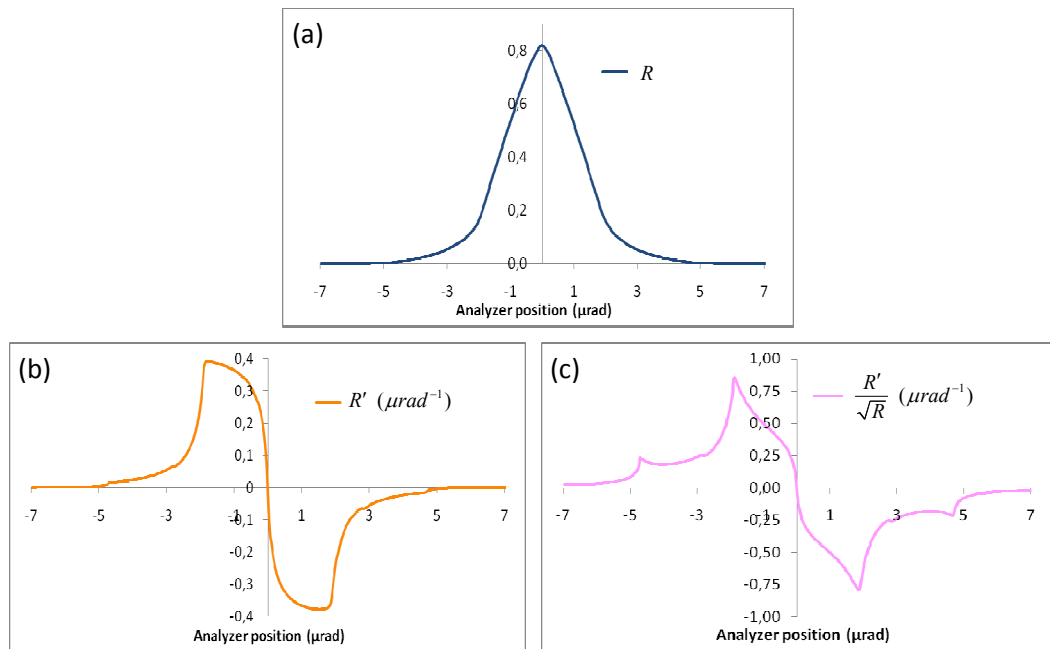 (a)
0,8
R
0,6
0,4
0,2
0,0
-7 -5 -3 -1 1 3 5 7
Analyzer position (μrad)
(b)
0,4
R′ (μrad⁻¹)
0,3
0,2
0,1
0
-7 -5 -3 -1 1 3 5 7
-0,1
-0,2
-0,3
-0,4
Analyzer position (μrad)
(c)
1,00
R′/√R (μrad⁻¹)
0,75
0,50
0,25
0,00
-7 -5 -3 -1 1 3 5 7
-0,25
-0,50
-0,75
-1,00
Analyzer position (μrad)